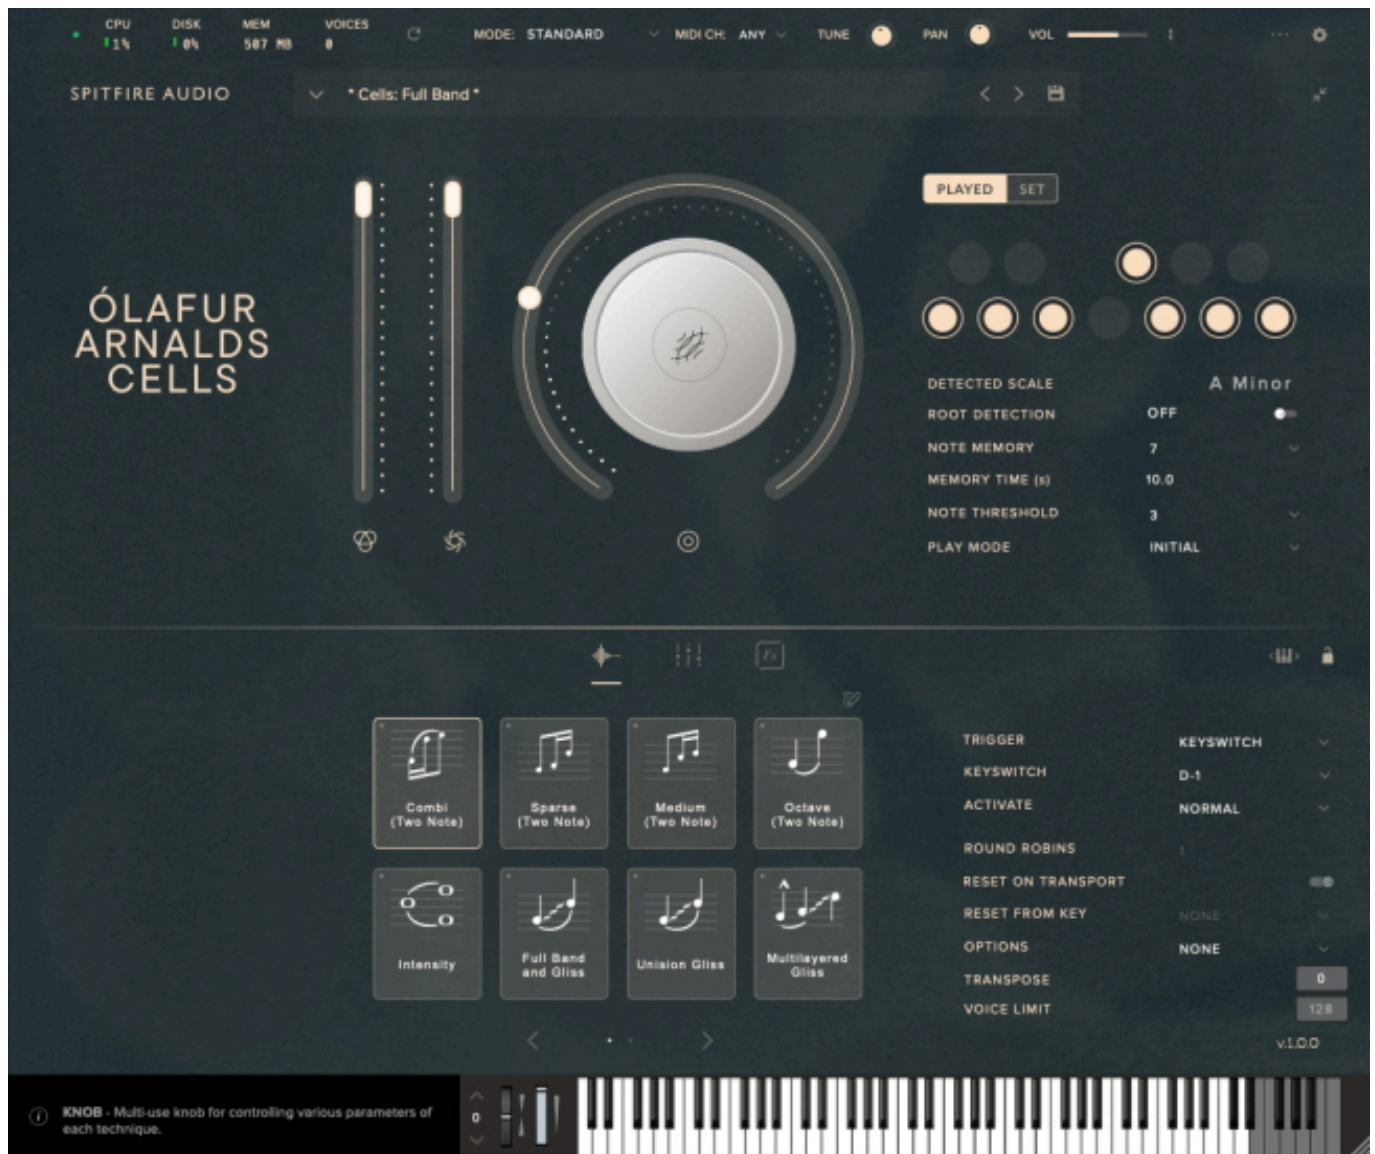 CPU DISK MEM VOICES
1% 0% 507 MB 0
MODE: STANDARD MIDI CH: ANY TUNE PAN VOL
SPITFIRE AUDIO * Cells: Full Band *
PLAYED SET
ÓLAFUR
ARNALDS
CELLS
DETECTED SCALE A Minor
ROOT DETECTION OFF
NOTE MEMORY 7
MEMORY TIME (s) 10.0
NOTE THRESHOLD 3
PLAY MODE INITIAL
Fx
Combi
(Two Note)
Sparse
(Two Note)
Medium
(Two Note)
Octave
(Two Note)
Intensity
Full Band
and Gliss
Unision Gliss
A
Multilayered
Gliss
TRIGGER KEYSWITCH
KEYSWITCH D-1
ACTIVATE NORMAL
ROUND ROBINS 1
RESET ON TRANSPORT
RESET FROM KEY NONE
OPTIONS NONE
TRANSPOSE 0
VOICE LIMIT 128
v.1.0.0
KNOB - Multi-use knob for controlling various parameters of
each technique.
0